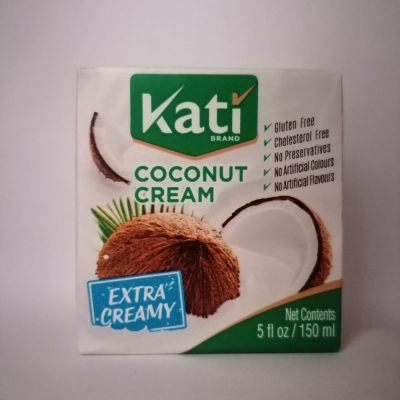 Kati
BRAND
COCONUT
CREAM
✓ Gluten Free
✓ Cholesterol Free
✓ No Preservatives
✓ No Artificial Colours
✓ No Artificial Flavours
EXTRA
CREAMY
Net Contents
5 fl oz / 150 ml